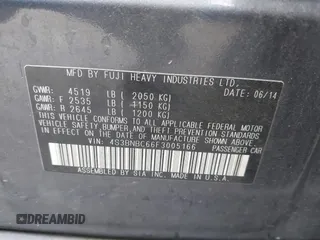 MFD BY FUJI HEAVY INDUSTRIES LTD.
GVWR: 4519 LB ( 2050 KG) DATE: 06/14
GAWR: F 2535 LB ( 1150 KG)
GAWR: R 2645 LB ( 1200 KG)
THIS VEHICLE CONFORMS TO ALL APPLICABLE FEDERAL MOTOR
VEHICLE SAFETY, BUMPER, AND THEFT PREVENTION STANDARDS IN
EFFECT ON THE DATE OF MANUFACTURE SHOWN ABOVE.
VIN: 4S3BNBC66F3005166 PASSENGER CAR
ASSEMBLED BY SIA INC. MADE IN U.S.A.
DREAMBID